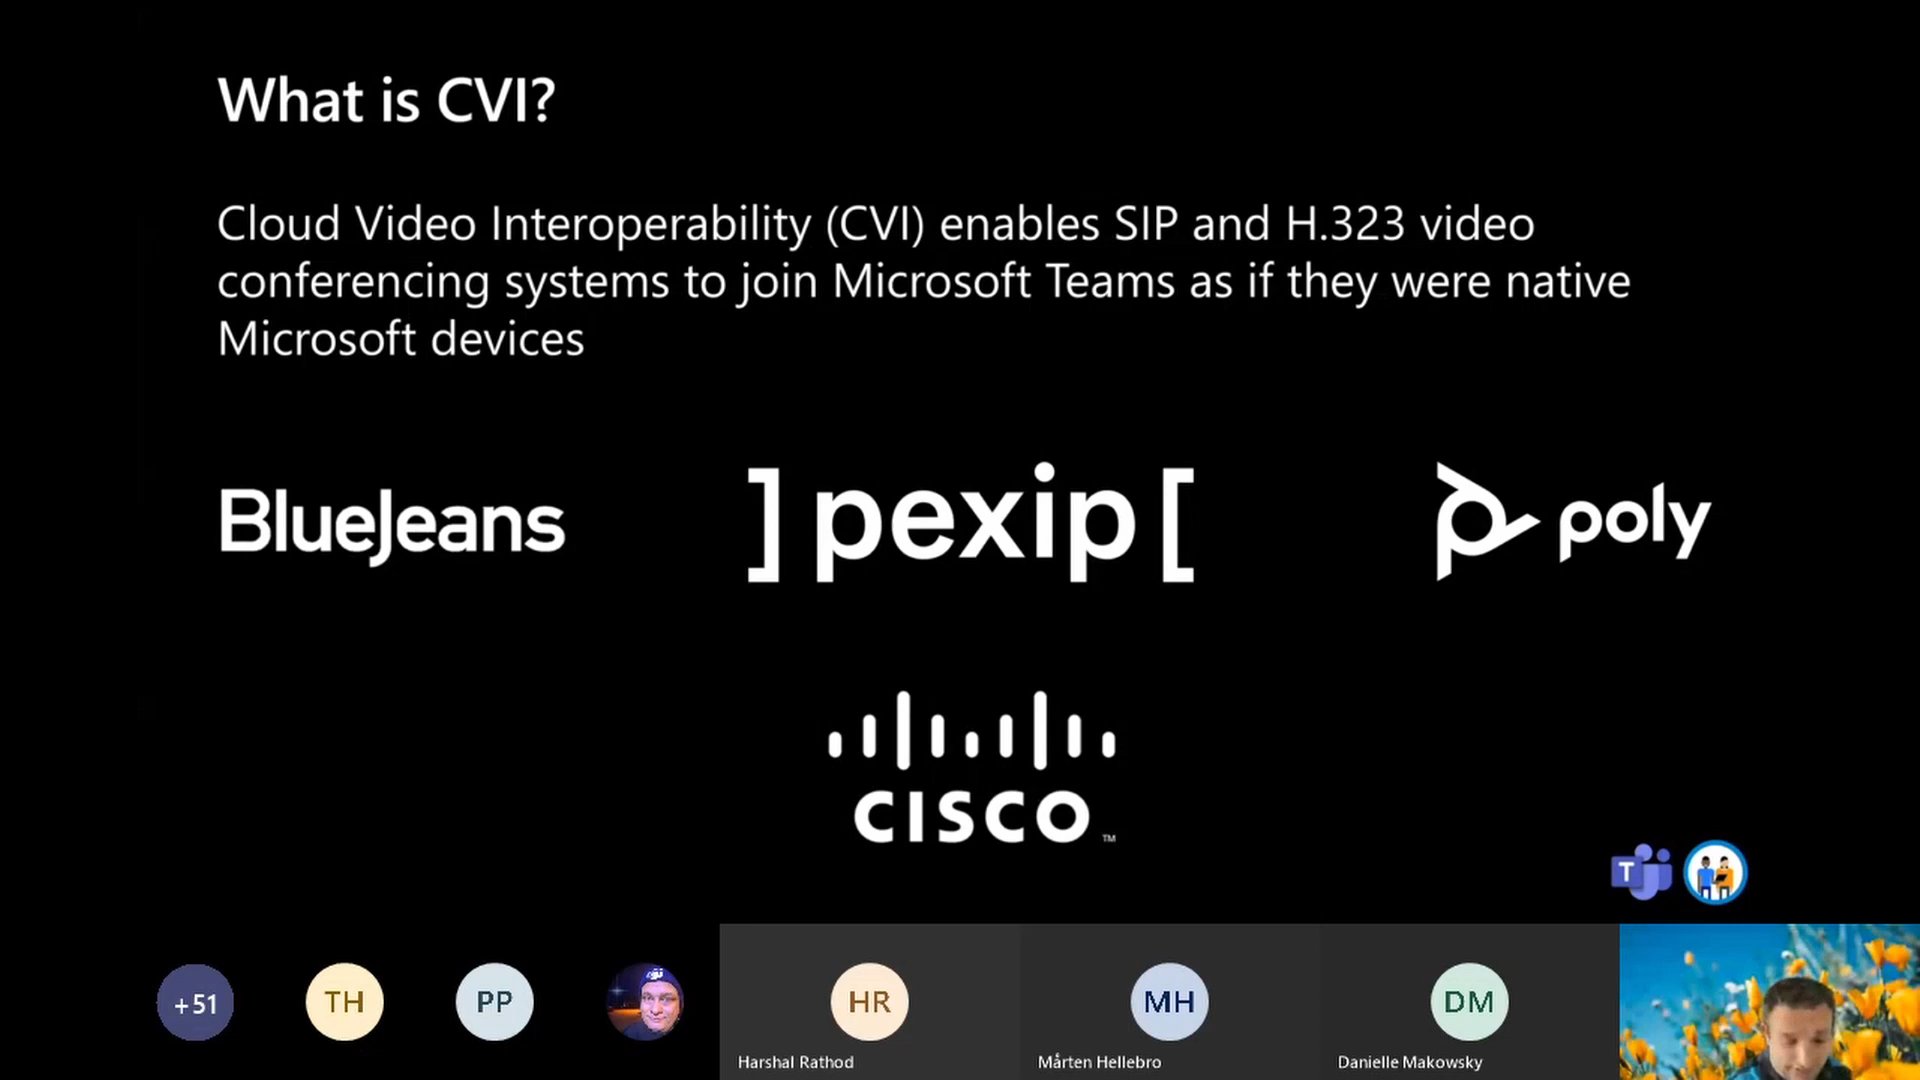 What is CVI?
Cloud Video Interoperability (CVI) enables SIP and H.323 video
conferencing systems to join Microsoft Teams as if they were native
Microsoft devices
BlueJeans
]pexip[
poly
CISCO™
T
+51
TH
PP
HR
MH
DM
Harshal Rathod
Mårten Hellebro
Danielle Makowsky